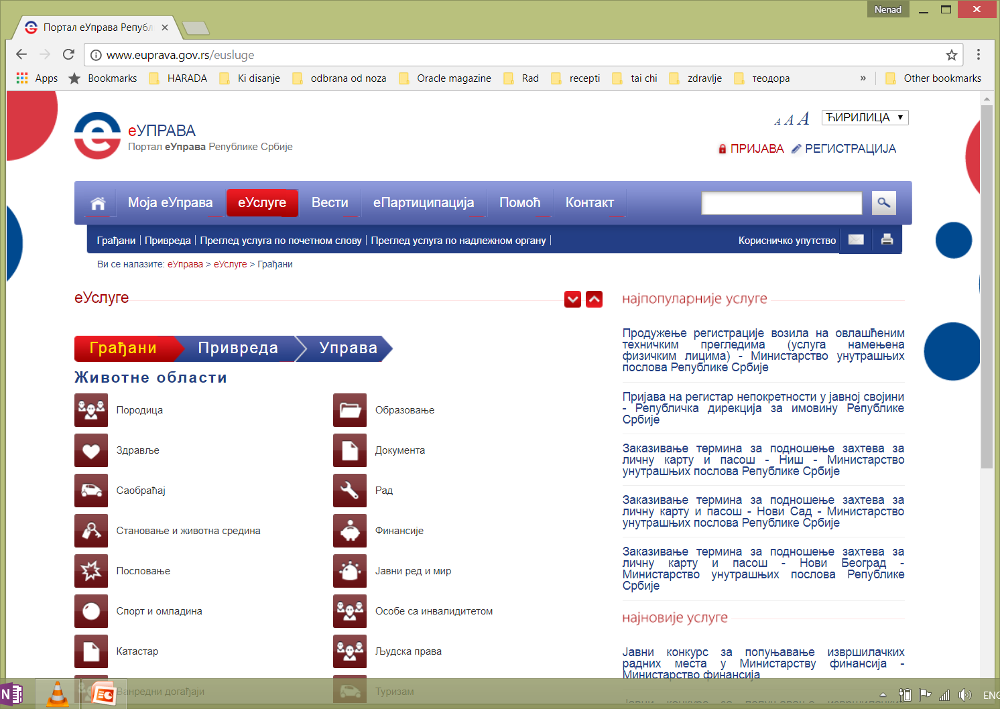 Nenad
Портал еУправа Републ
www.euprava.gov.rs/eusluge
Apps Bookmarks HARADA Ki disanje odbrana od noza Oracle magazine Rad recepti tai chi zdravlje теодора » Other bookmarks
A A A ЋИРИЛИЦА
еУПРАВА
Портал еУправа Републике Србије
ПРИЈАВА РЕГИСТРАЦИЈА
Моја еУправа еУслуге Вести еПартиципација Помоћ Контакт
Грађани | Привреда | Преглед услуга по почетном слову | Преглед услуга по надлежном органу |
Корисничко упутство
Ви се налазите: еУправа > еУслуге > Грађани
еУслуге
Грађани Привреда Управа
Животне области
Породица
Образовање
Здравље
Документа
Саобраћај
Рад
Становање и животна средина
Финансије
Пословање
Јавни ред и мир
Спорт и омладина
Особе са инвалидитетом
Катастар
Људска права
Ванредни догађаји
Туризам
најпопуларније услуге
Продужење регистрације возила на овлашћеним
техничким прегледима (услуга намењена
физичким лицима) - Министарство унутрашњих
послова Републике Србије
Пријава на регистар непокретности у јавној својини
- Републичка дирекција за имовину Републике
Србије
Заказивање термина за подношење захтева за
личну карту и пасош - Ниш - Министарство
унутрашњих послова Републике Србије
Заказивање термина за подношење захтева за
личну карту и пасош - Нови Сад - Министарство
унутрашњих послова Републике Србије
Заказивање термина за подношење захтева за
личну карту и пасош - Нови Београд -
Министарство унутрашњих послова Републике
Србије
најновије услуге
Јавни конкурс за попуњавање извршилачких
радних места у Министарству финансија -
Министарство финансија
Јавни конкурс за
ENG